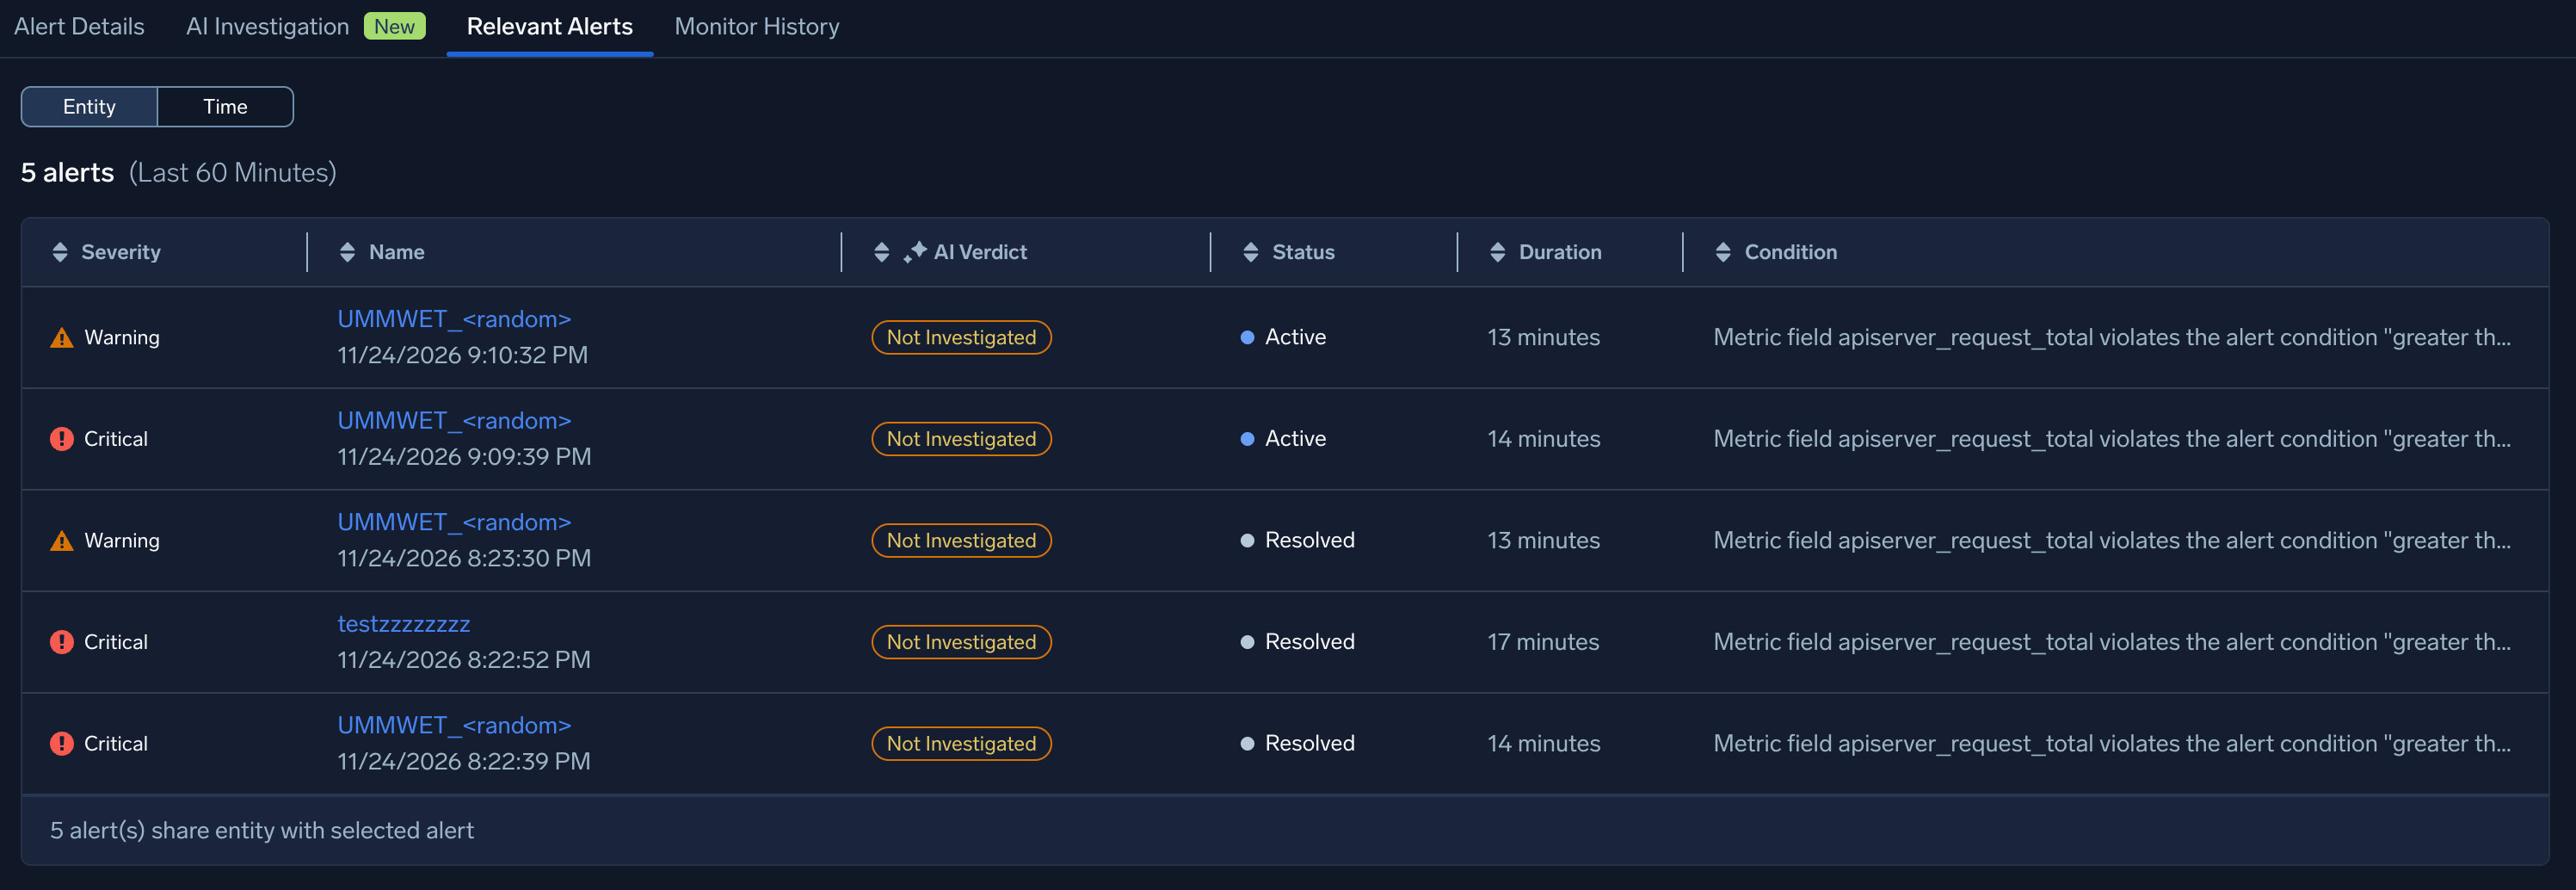 Alert Details AI Investigation New Relevant Alerts Monitor History
Entity Time
5 alerts (Last 60 Minutes)
Severity Name AI Verdict Status Duration Condition
Warning UMMWET_<random> Not Investigated Active 13 minutes Metric field apiserver_request_total violates the alert condition "greater th...
11/24/2026 9:10:32 PM
Critical UMMWET_<random> Not Investigated Active 14 minutes Metric field apiserver_request_total violates the alert condition "greater th...
11/24/2026 9:09:39 PM
Warning UMMWET_<random> Not Investigated Resolved 13 minutes Metric field apiserver_request_total violates the alert condition "greater th...
11/24/2026 8:23:30 PM
Critical testzzzzzzzzz Not Investigated Resolved 17 minutes Metric field apiserver_request_total violates the alert condition "greater th...
11/24/2026 8:22:52 PM
Critical UMMWET_<random> Not Investigated Resolved 14 minutes Metric field apiserver_request_total violates the alert condition "greater th...
11/24/2026 8:22:39 PM
5 alert(s) share entity with selected alert